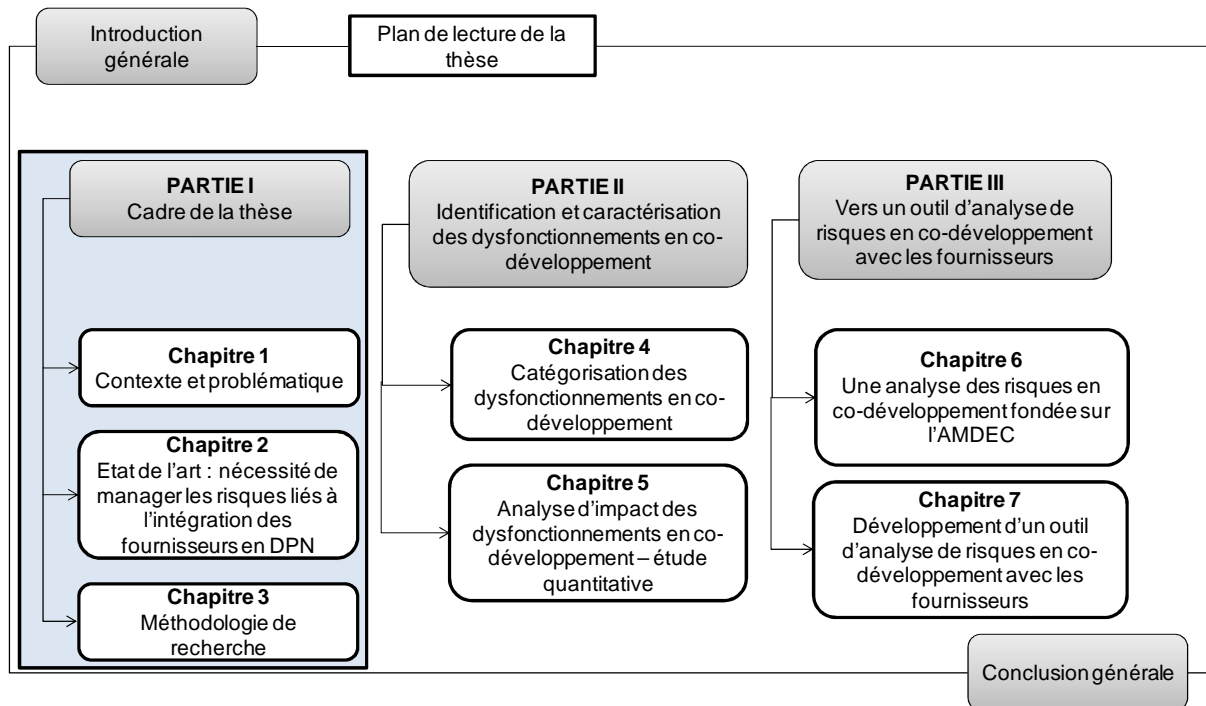 Introduction
générale
Plan de lecture de la
thèse
PARTIE I
Cadre de la thèse
Chapitre 1
Contexte et problématique
Chapitre 2
Etat de l'art : nécessité de
manager les risques liés à
l'intégration des
fournisseurs en DPN
Chapitre 3
Méthodologie de
recherche
PARTIE II
Identification et caractérisation
des dysfonctionnements en co-
développement
Chapitre 4
Catégorisation des
dysfonctionnements en co-
développement
Chapitre 5
Analyse d'impact des
dysfonctionnements en co-
développement – étude
quantitative
PARTIE III
Vers un outil d'analyse de
risques en co-développement
avec les fournisseurs
Chapitre 6
Une analyse des risques en
co-développement fondée sur
l'AMDEC
Chapitre 7
Développement d'un outil
d'analyse de risques en co-
développement avec les
fournisseurs
Conclusion générale